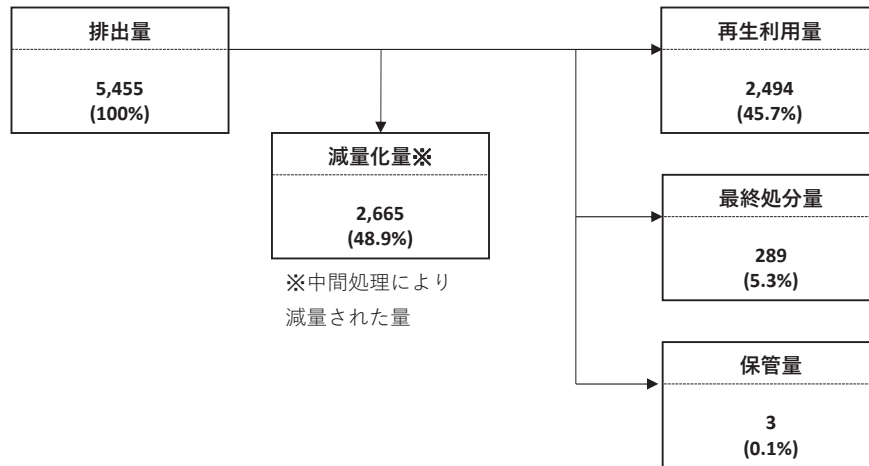 排出量
5,455
(100%)
減量化量※
2,665
(48.9%)
※中間処理により
減量された量
再生利用量
2,494
(45.7%)
最終処分量
289
(5.3%)
保管量
3
(0.1%)